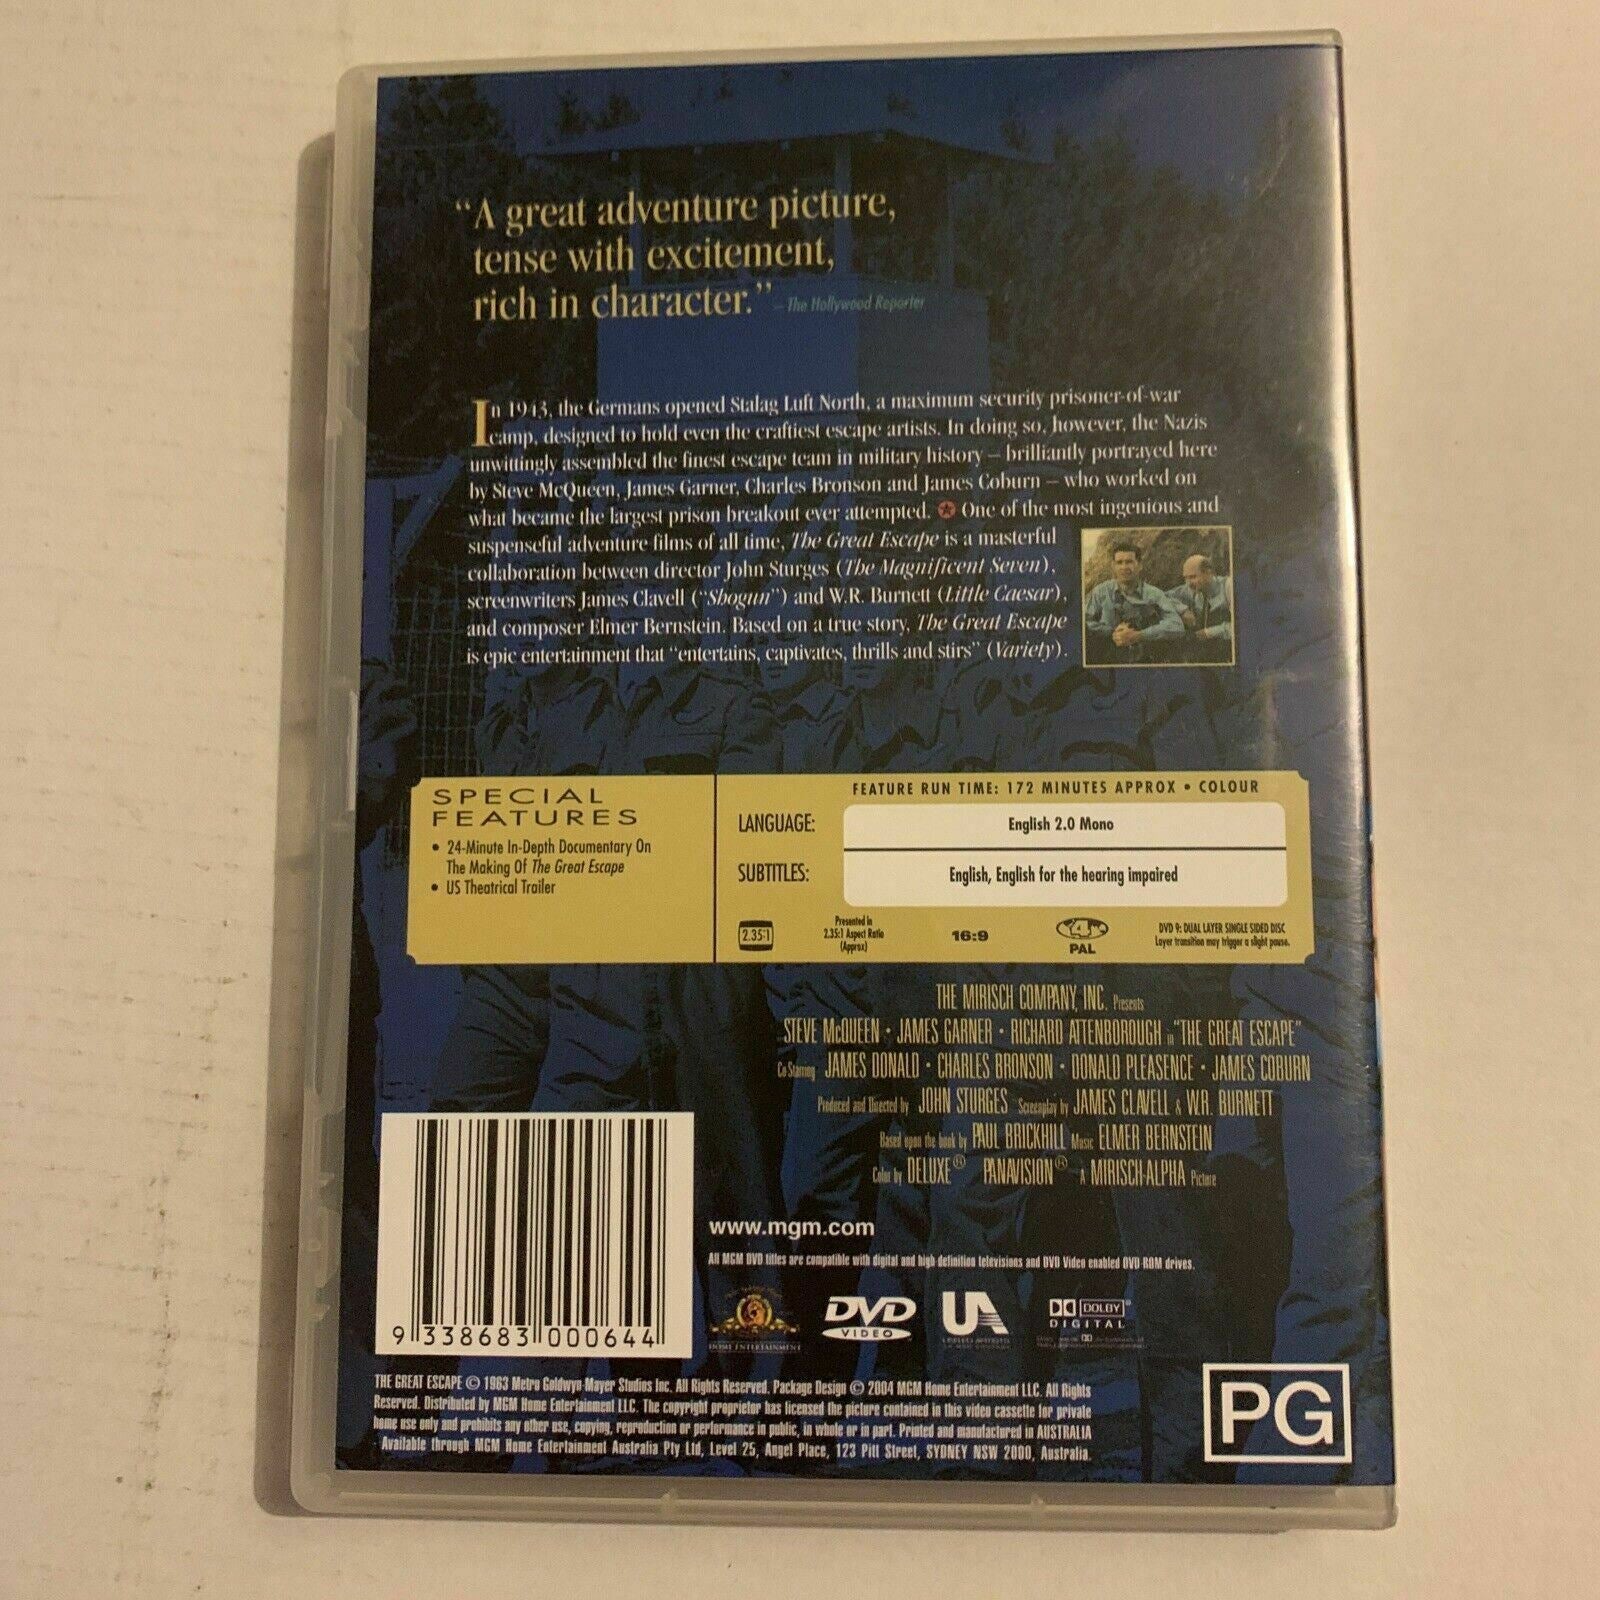 “A great adventure picture,
tense with excitement,
rich in character.” – The Hollywood Reporter
In 1943, the Germans opened Stalag Luft North, a maximum security prisoner-of-war
camp, designed to hold even the craftiest escape artists. In doing so, however, the Nazis
unwittingly assembled the finest escape team in military history – brilliantly portrayed here
by Steve McQueen, James Garner, Charles Bronson and James Coburn – who worked on
what became the largest prison breakout ever attempted. ★ One of the most ingenious and
suspenseful adventure films of all time, The Great Escape is a masterful
collaboration between director John Sturges (The Magnificent Seven),
screenwriters James Clavell (“Shogun”) and W.R. Burnett (Little Caesar),
and composer Elmer Bernstein. Based on a true story, The Great Escape
is epic entertainment that “entertains, captivates, thrills and stirs” (Variety).
SPECIAL
FEATURES
• 24-Minute In-Depth Documentary On
The Making Of The Great Escape
• US Theatrical Trailer
FEATURE RUN TIME: 172 MINUTES APPROX • COLOUR
LANGUAGE: English 2.0 Mono
SUBTITLES: English, English for the hearing impaired
2.35:1
Presented in
2.35:1 Aspect Ratio
(Approx)
16:9
4
PAL
DVD 9: DUAL LAYER SINGLE SIDED DISC
Layer transition may trigger a slight pause.
THE MIRISCH COMPANY, INC. Presents
STEVE McQUEEN • JAMES GARNER • RICHARD ATTENBOROUGH in "THE GREAT ESCAPE"
Co-Starring JAMES DONALD • CHARLES BRONSON • DONALD PLEASENCE • JAMES COBURN
Produced and Directed by JOHN STURGES Screenplay by JAMES CLAVELL & W.R. BURNETT
Based upon the book by PAUL BRICKHILL Music ELMER BERNSTEIN
Color by DELUXE® PANAVISION® A MIRISCH-ALPHA Picture
www.mgm.com
All MGM DVD titles are compatible with digital and high definition televisions and DVD Video enabled DVD-ROM drives.
9 338683 000644
HOME ENTERTAINMENT
DVD
VIDEO
UA
UNITED ARTISTS
DOLBY
DIGITAL
THE GREAT ESCAPE © 1963 Metro-Goldwyn-Mayer Studios Inc. All Rights Reserved. Package Design © 2004 MGM Home Entertainment LLC. All Rights
Reserved. Distributed by MGM Home Entertainment LLC. The copyright proprietor has licensed the picture contained in this video cassette for private
home use only and prohibits any other use, copying, reproduction or performance in public, in whole or in part. Printed and manufactured in AUSTRALIA
Available through MGM Home Entertainment Australia Pty Ltd, Level 25, Angel Place, 123 Pitt Street, SYDNEY NSW 2000, Australia.
PG